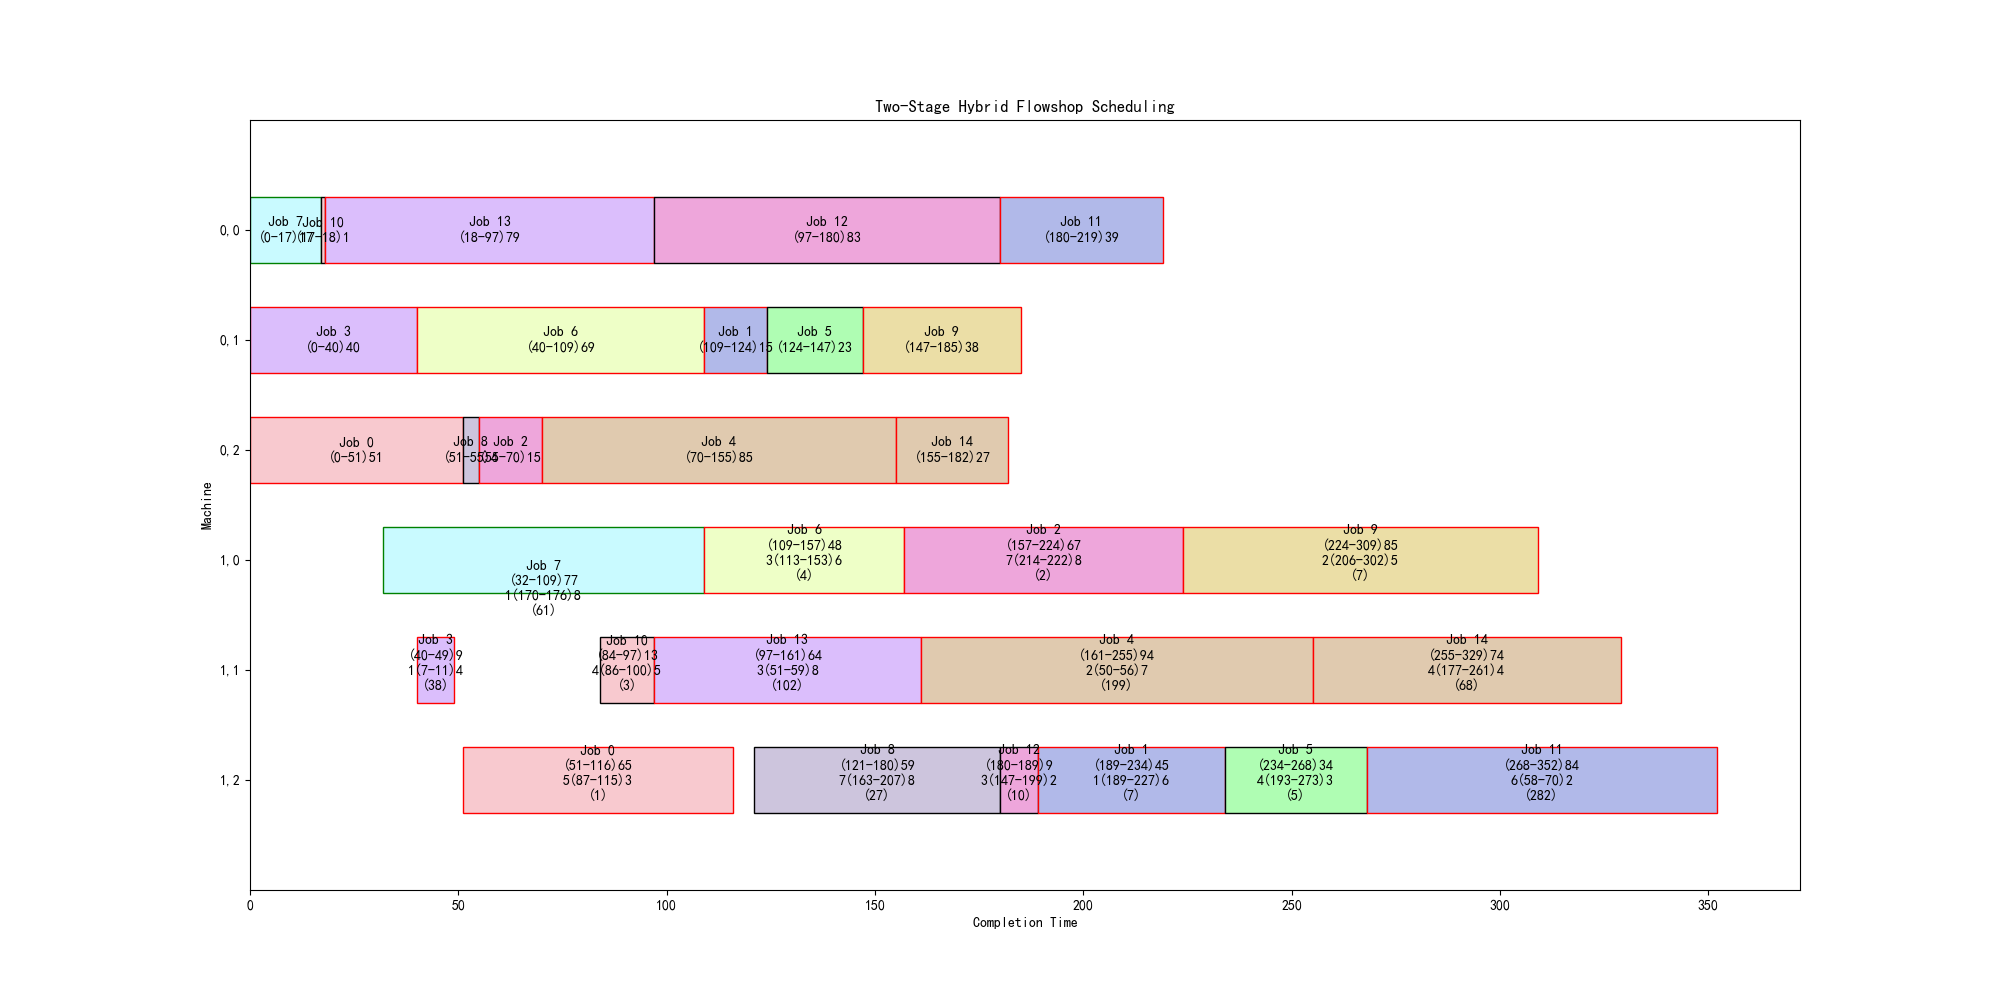 Two-Stage Hybrid Flowshop Scheduling
0,0
Job 7
(0-17)17
Job 10
(17-18)1
Job 13
(18-97)79
Job 12
(97-180)83
Job 11
(180-219)39
0,1
Job 3
(0-40)40
Job 6
(40-109)69
Job 1
(109-124)15
Job 5
(124-147)23
Job 9
(147-185)38
0,2
Job 0
(0-51)51
Job 8
(51-55)4
Job 2
(55-70)15
Job 4
(70-155)85
Job 14
(155-182)27
Machine
1,0
Job 7
(32-109)77
1(170-176)8
(61)
Job 6
(109-157)48
3(113-153)6
(4)
Job 2
(157-224)67
7(214-222)8
(2)
Job 9
(224-309)85
2(206-302)5
(7)
1,1
Job 3
(40-49)9
1(7-11)4
(38)
Job 10
(84-97)13
4(86-100)5
(3)
Job 13
(97-161)64
3(51-59)8
(102)
Job 4
(161-255)94
2(50-56)7
(199)
Job 14
(255-329)74
4(177-261)4
(68)
1,2
Job 0
(51-116)65
5(87-115)3
(1)
Job 8
(121-180)59
7(163-207)8
(27)
Job 12
(180-189)9
3(147-199)2
(10)
Job 1
(189-234)45
1(189-227)6
(7)
Job 5
(234-268)34
4(193-273)3
(5)
Job 11
(268-352)84
6(58-70)2
(282)
0
50
100
150
200
250
300
350
Completion Time